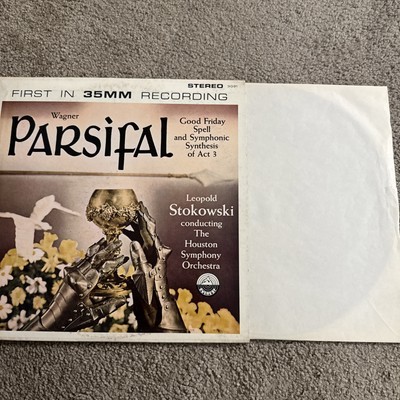 STEREO
FIRST IN 35MM RECORDING
Wagner
PARSIFAL
Good Friday
Spell
and Symphonic
Synthesis
of Act 3
Leopold
Stokowski
conducting
The
Houston
Symphony
Orchestra
EVEREST